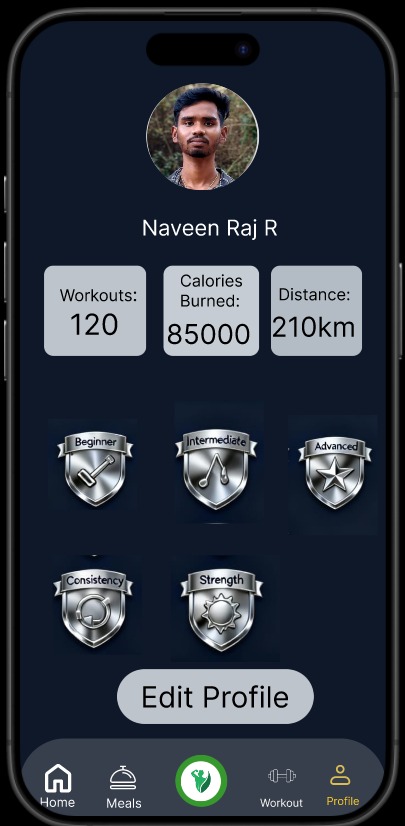 Naveen Raj R
Workouts:
120
Calories
Burned:
85000
Distance:
210km
Beginner
Intermediate
Advanced
Consistency
Strength
Edit Profile
Home
Meals
Workout
Profile